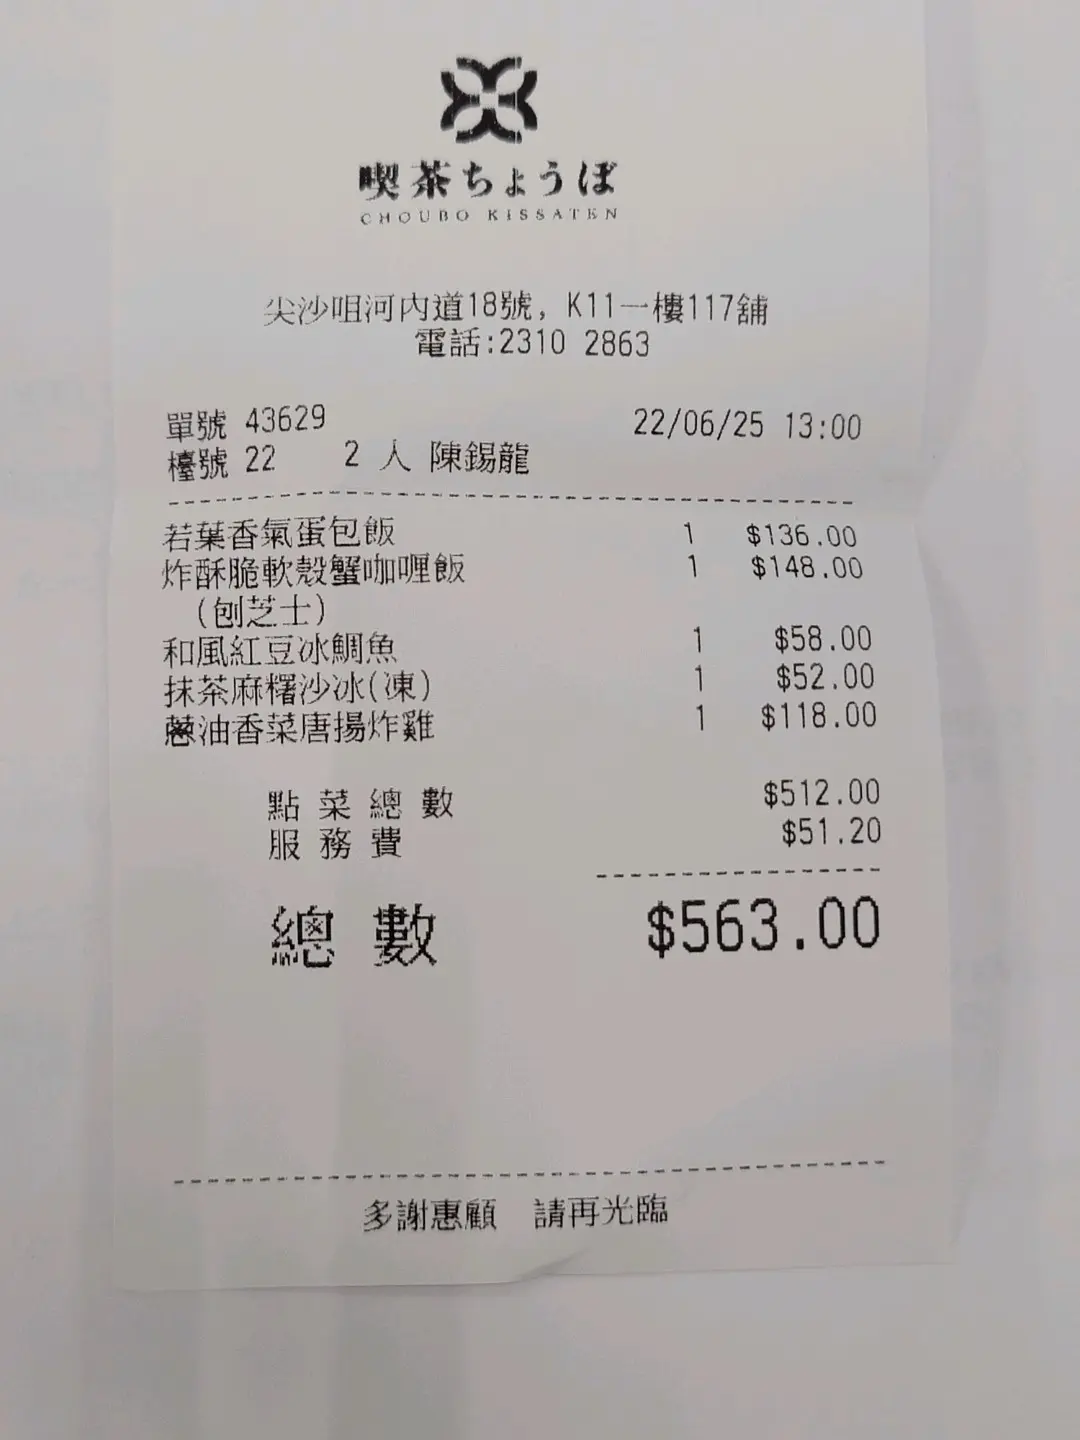 喫茶ちょうぼ
CHOUBO KISSATEN
尖沙咀河内道18號, K11一樓117舖
電話:2310 2863
單號 43629 22/06/25 13:00
檯號 22 2 人 陳錫龍
若葉香氣蛋包飯 1 $136.00
炸酥脆軟殼蟹咖喱飯 1 $148.00
(刨芝士)
和風紅豆冰鯛魚 1 $58.00
抹茶麻糬沙冰(凍) 1 $52.00
蔥油香菜唐揚炸雞 1 $118.00
點菜總數 $512.00
服務費 $51.20
總數 $563.00
多謝惠顧 請再光臨